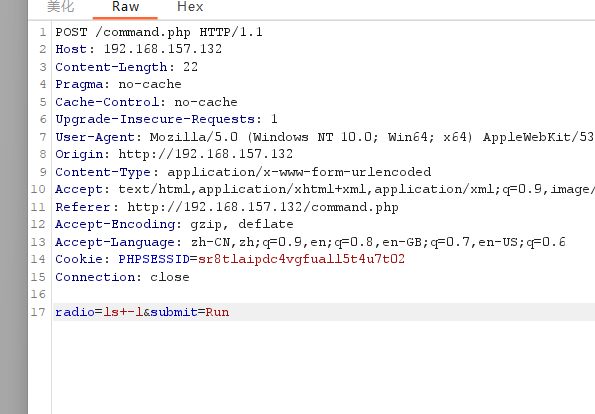 美化 Raw Hex
1 POST /command.php HTTP/1.1
2 Host: 192.168.157.132
3 Content-Length: 22
4 Pragma: no-cache
5 Cache-Control: no-cache
6 Upgrade-Insecure-Requests: 1
7 User-Agent: Mozilla/5.0 (Windows NT 10.0; Win64; x64) AppleWebKit/53
8 Origin: http://192.168.157.132
9 Content-Type: application/x-www-form-urlencoded
10 Accept: text/html,application/xhtml+xml,application/xml;q=0.9,image/
11 Referer: http://192.168.157.132/command.php
12 Accept-Encoding: gzip, deflate
13 Accept-Language: zh-CN,zh;q=0.9,en;q=0.8,en-GB;q=0.7,en-US;q=0.6
14 Cookie: PHPSESSID=sr8tlaipdc4vgfuall5t4u7t02
15 Connection: close
16
17 radio=ls+-l&submit=Run